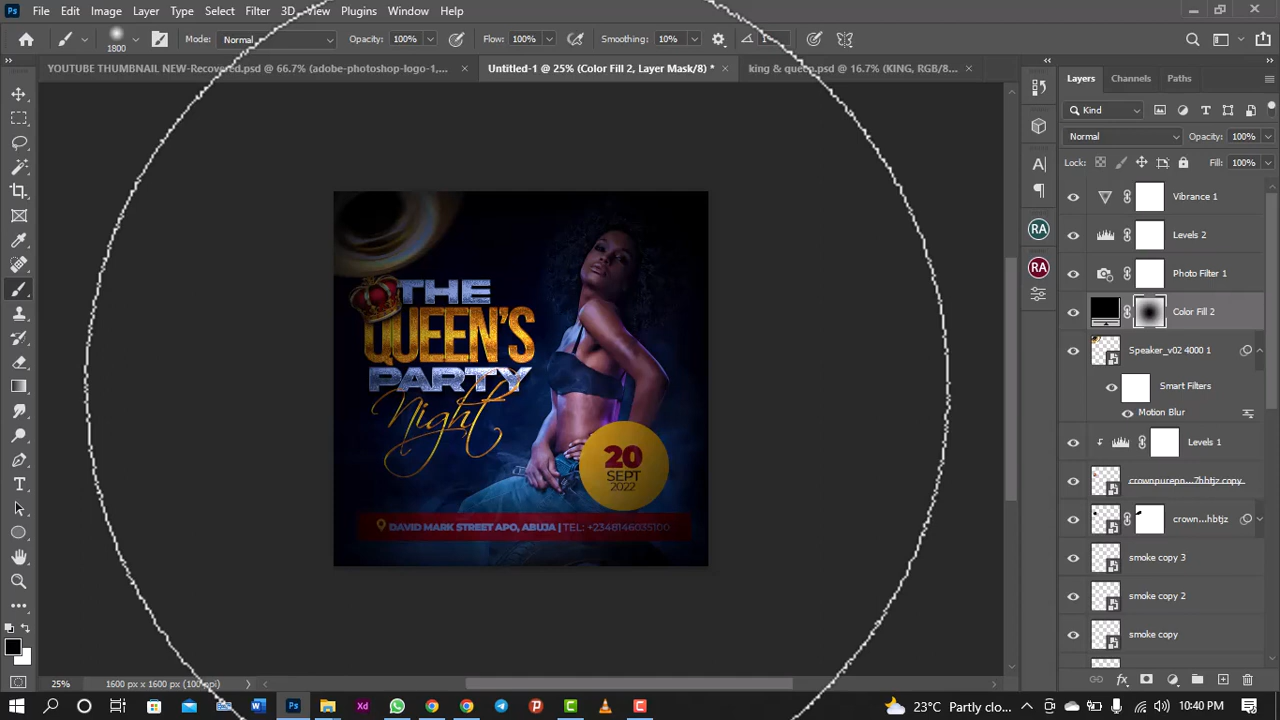 Ps File Edit Image Layer Type Select Filter 3D View Plugins Window Help
1800 Mode: Normal Opacity: 100% Flow: 100% Smoothing: 10%
YOUTUBE THUMBNAIL NEW-Recovered.psd @ 66.7% (adobe-photoshop-logo-1,... × Untitled-1 @ 25% (Color Fill 2, Layer Mask/8) * × king & queen.psd @ 16.7% (KING, RGB/8... ×
Layers Channels Paths
Kind
Normal Opacity: 100%
Lock: Fill: 100%
Vibrance 1
Levels 2
Photo Filter 1
Color Fill 2
Speaker_v02 4000 1
Smart Filters
Motion Blur
Levels 1
crownpurepn...7hbtjz copy
crown...hbtjz
smoke copy 3
smoke copy 2
smoke copy
RA
RA
THE
QUEEN'S
PARTY
Night
20
SEPT
2022
DAVID MARK STREET APO, ABUJA | TEL: +2348146035100
25% 1600 px x 1600 px (100 ppi)
23°C Partly clo... 10:40 PM